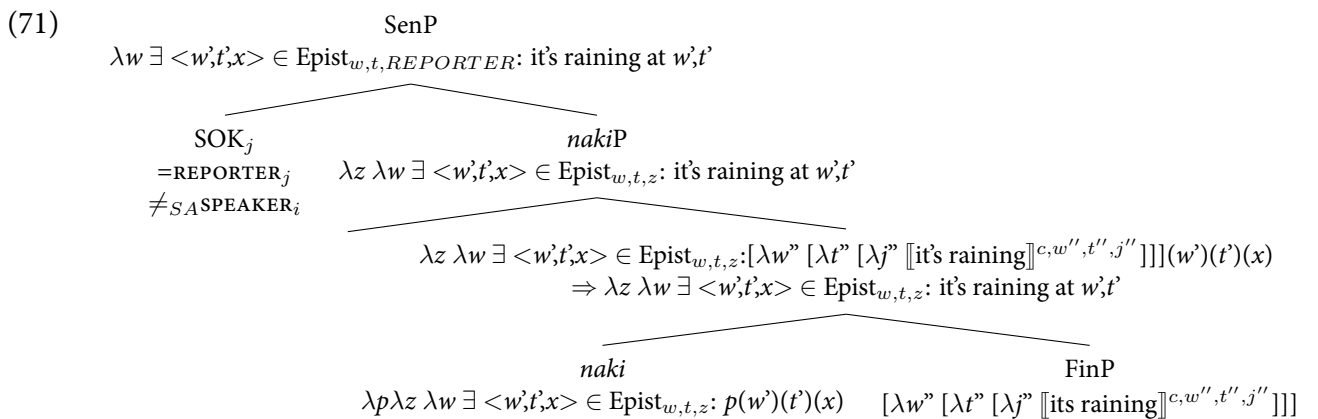 (71)
SenP
λw ∃ <w',t',x> ∈ Epist_{w,t,REPORTER}: it's raining at w',t'
SOK_j
=REPORTER_j
≠_{SA}SPEAKER_i
nakiP
λz λw ∃ <w',t',x> ∈ Epist_{w,t,z}: it's raining at w',t'
λz λw ∃ <w',t',x> ∈ Epist_{w,t,z}:[λw” [λt” [λj” ⟦it's raining⟧^{c,w'',t'',j''}]]](w')(t')(x)
⇒ λz λw ∃ <w',t',x> ∈ Epist_{w,t,z}: it's raining at w',t'
naki
λpλz λw ∃ <w',t',x> ∈ Epist_{w,t,z}: p(w')(t')(x)
FinP
[λw” [λt” [λj” ⟦its raining⟧^{c,w'',t'',j''}]]]